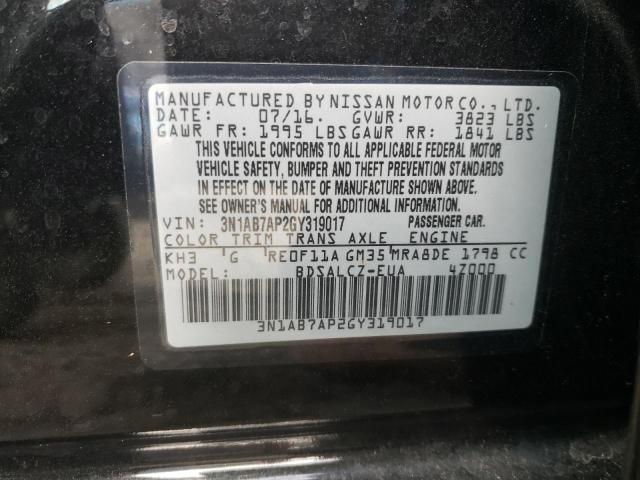 MANUFACTURED BY NISSAN MOTOR CO., LTD.
DATE: 07/16. GVWR: 3823 LBS
GAWR FR: 1995 LBS GAWR RR: 1841 LBS
THIS VEHICLE CONFORMS TO ALL APPLICABLE FEDERAL MOTOR
VEHICLE SAFETY, BUMPER AND THEFT PREVENTION STANDARDS
IN EFFECT ON THE DATE OF MANUFACTURE SHOWN ABOVE.
SEE OWNER'S MANUAL FOR ADDITIONAL INFORMATION.
VIN: 3N1AB7AP2GY319017 PASSENGER CAR.
COLOR TRIM TRANS AXLE ENGINE
KH3 G RE0F11A GM35 MRA8DE 1798 CC
MODEL: BDSALCZ-EUA 4Z000
3N1AB7AP2GY319017